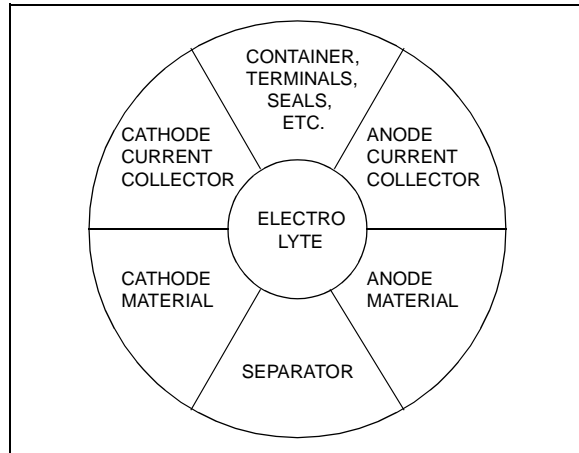 CONTAINER,
TERMINALS,
SEALS,
ETC.
CATHODE
CURRENT
COLLECTOR
ANODE
CURRENT
COLLECTOR
ELECTRO
LYTE
CATHODE
MATERIAL
ANODE
MATERIAL
SEPARATOR